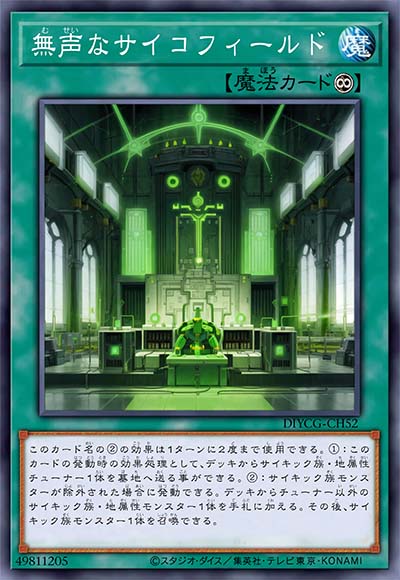 無声なサイコフィールド
魔
【魔法カード】
DIYCG-CH52
このカード名の②の効果は1ターンに2度まで使用できる。①：こ
のカードの発動時の効果処理として、デッキからサイキック族・地属性
チューナー1体を墓地へ送る事ができる。②：サイキック族モンス
ターが除外された場合に発動できる。デッキからチューナー以外の
サイキック族・地属性モンスター1体を手札に加える。その後、サイ
キック族モンスター1体を召喚できる。
49811205
©スタジオ・ダイス／集英社・テレビ東京・KONAMI